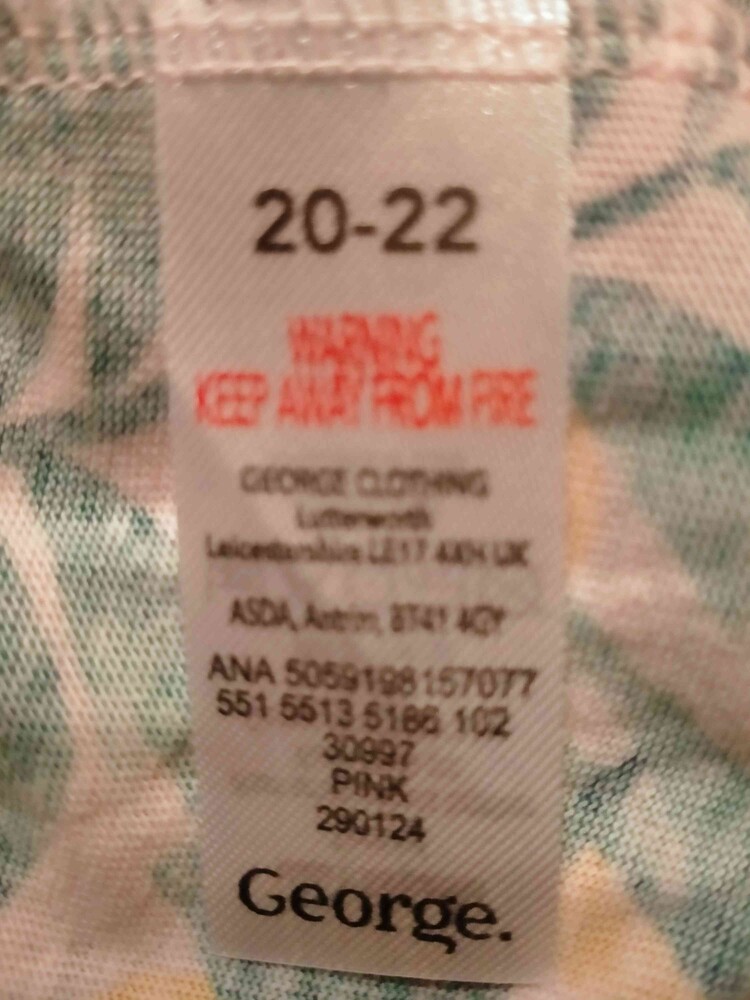 20-22
WARNING
KEEP AWAY FROM FIRE
GEORGE CLOTHING
Lutterworth
Leicestershire LE17 4XH UK
ASDA, Antrim, BT41 4GY
ANA 5059198157077
551 5513 5186 102
30997
PINK
290124
George.